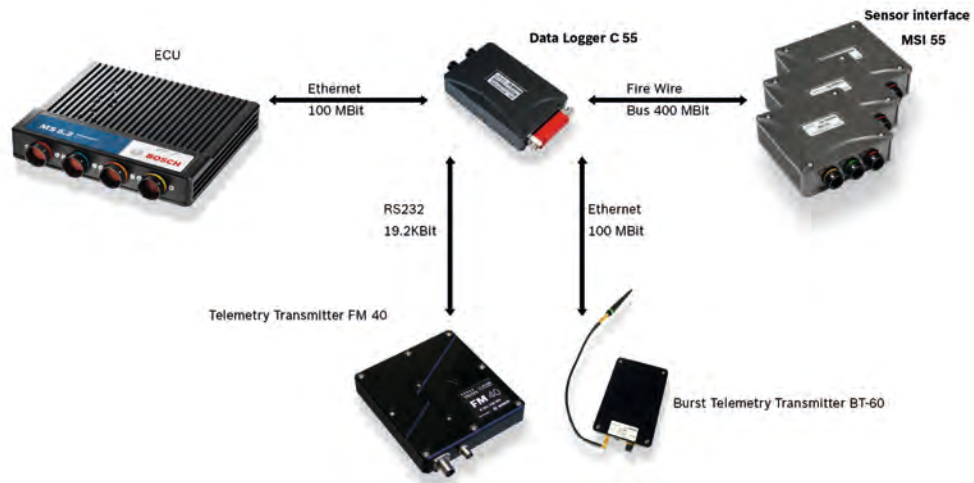 ECU
Data Logger C 55
Sensor interface
MSI 55
Ethernet
100 MBit
Fire Wire
Bus 400 MBit
MS 5.2
BOSCH
RS232
19.2KBit
Ethernet
100 MBit
Telemetry Transmitter FM 40
FM 40
Burst Telemetry Transmitter BT-60